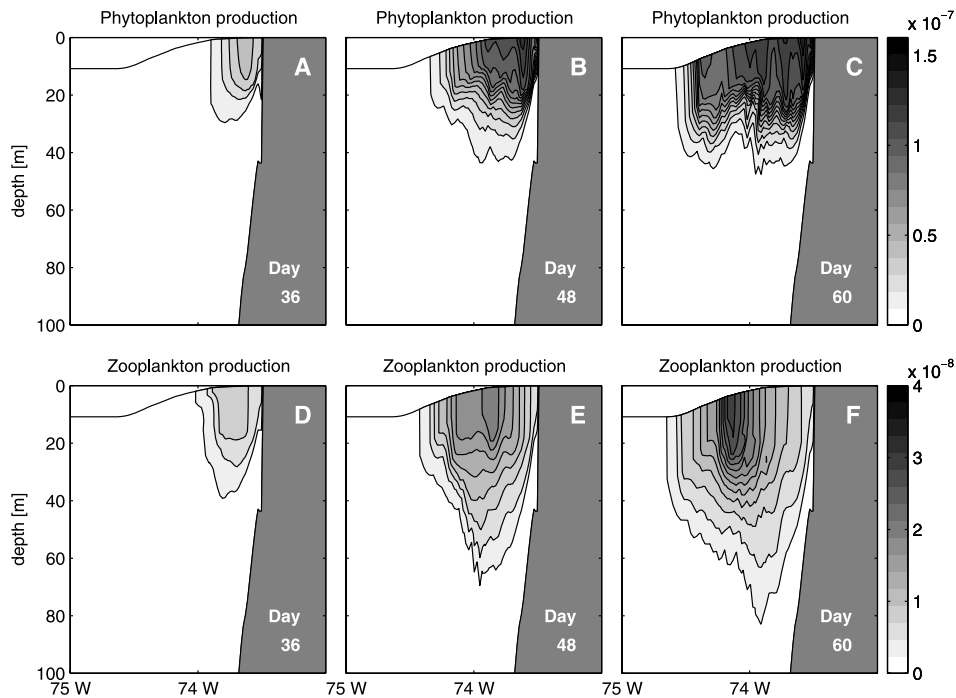 Phytoplankton production
Phytoplankton production
Phytoplankton production
x 10⁻⁷
0
20
40
60
80
100
depth [m]
A
Day
36
B
Day
48
C
Day
60
1.5
1
0.5
0
Zooplankton production
Zooplankton production
Zooplankton production
x 10⁻⁸
0
20
40
60
80
100
depth [m]
D
Day
36
E
Day
48
F
Day
60
4
3
2
1
0
75 W
74 W
75 W
74 W
75 W
74 W